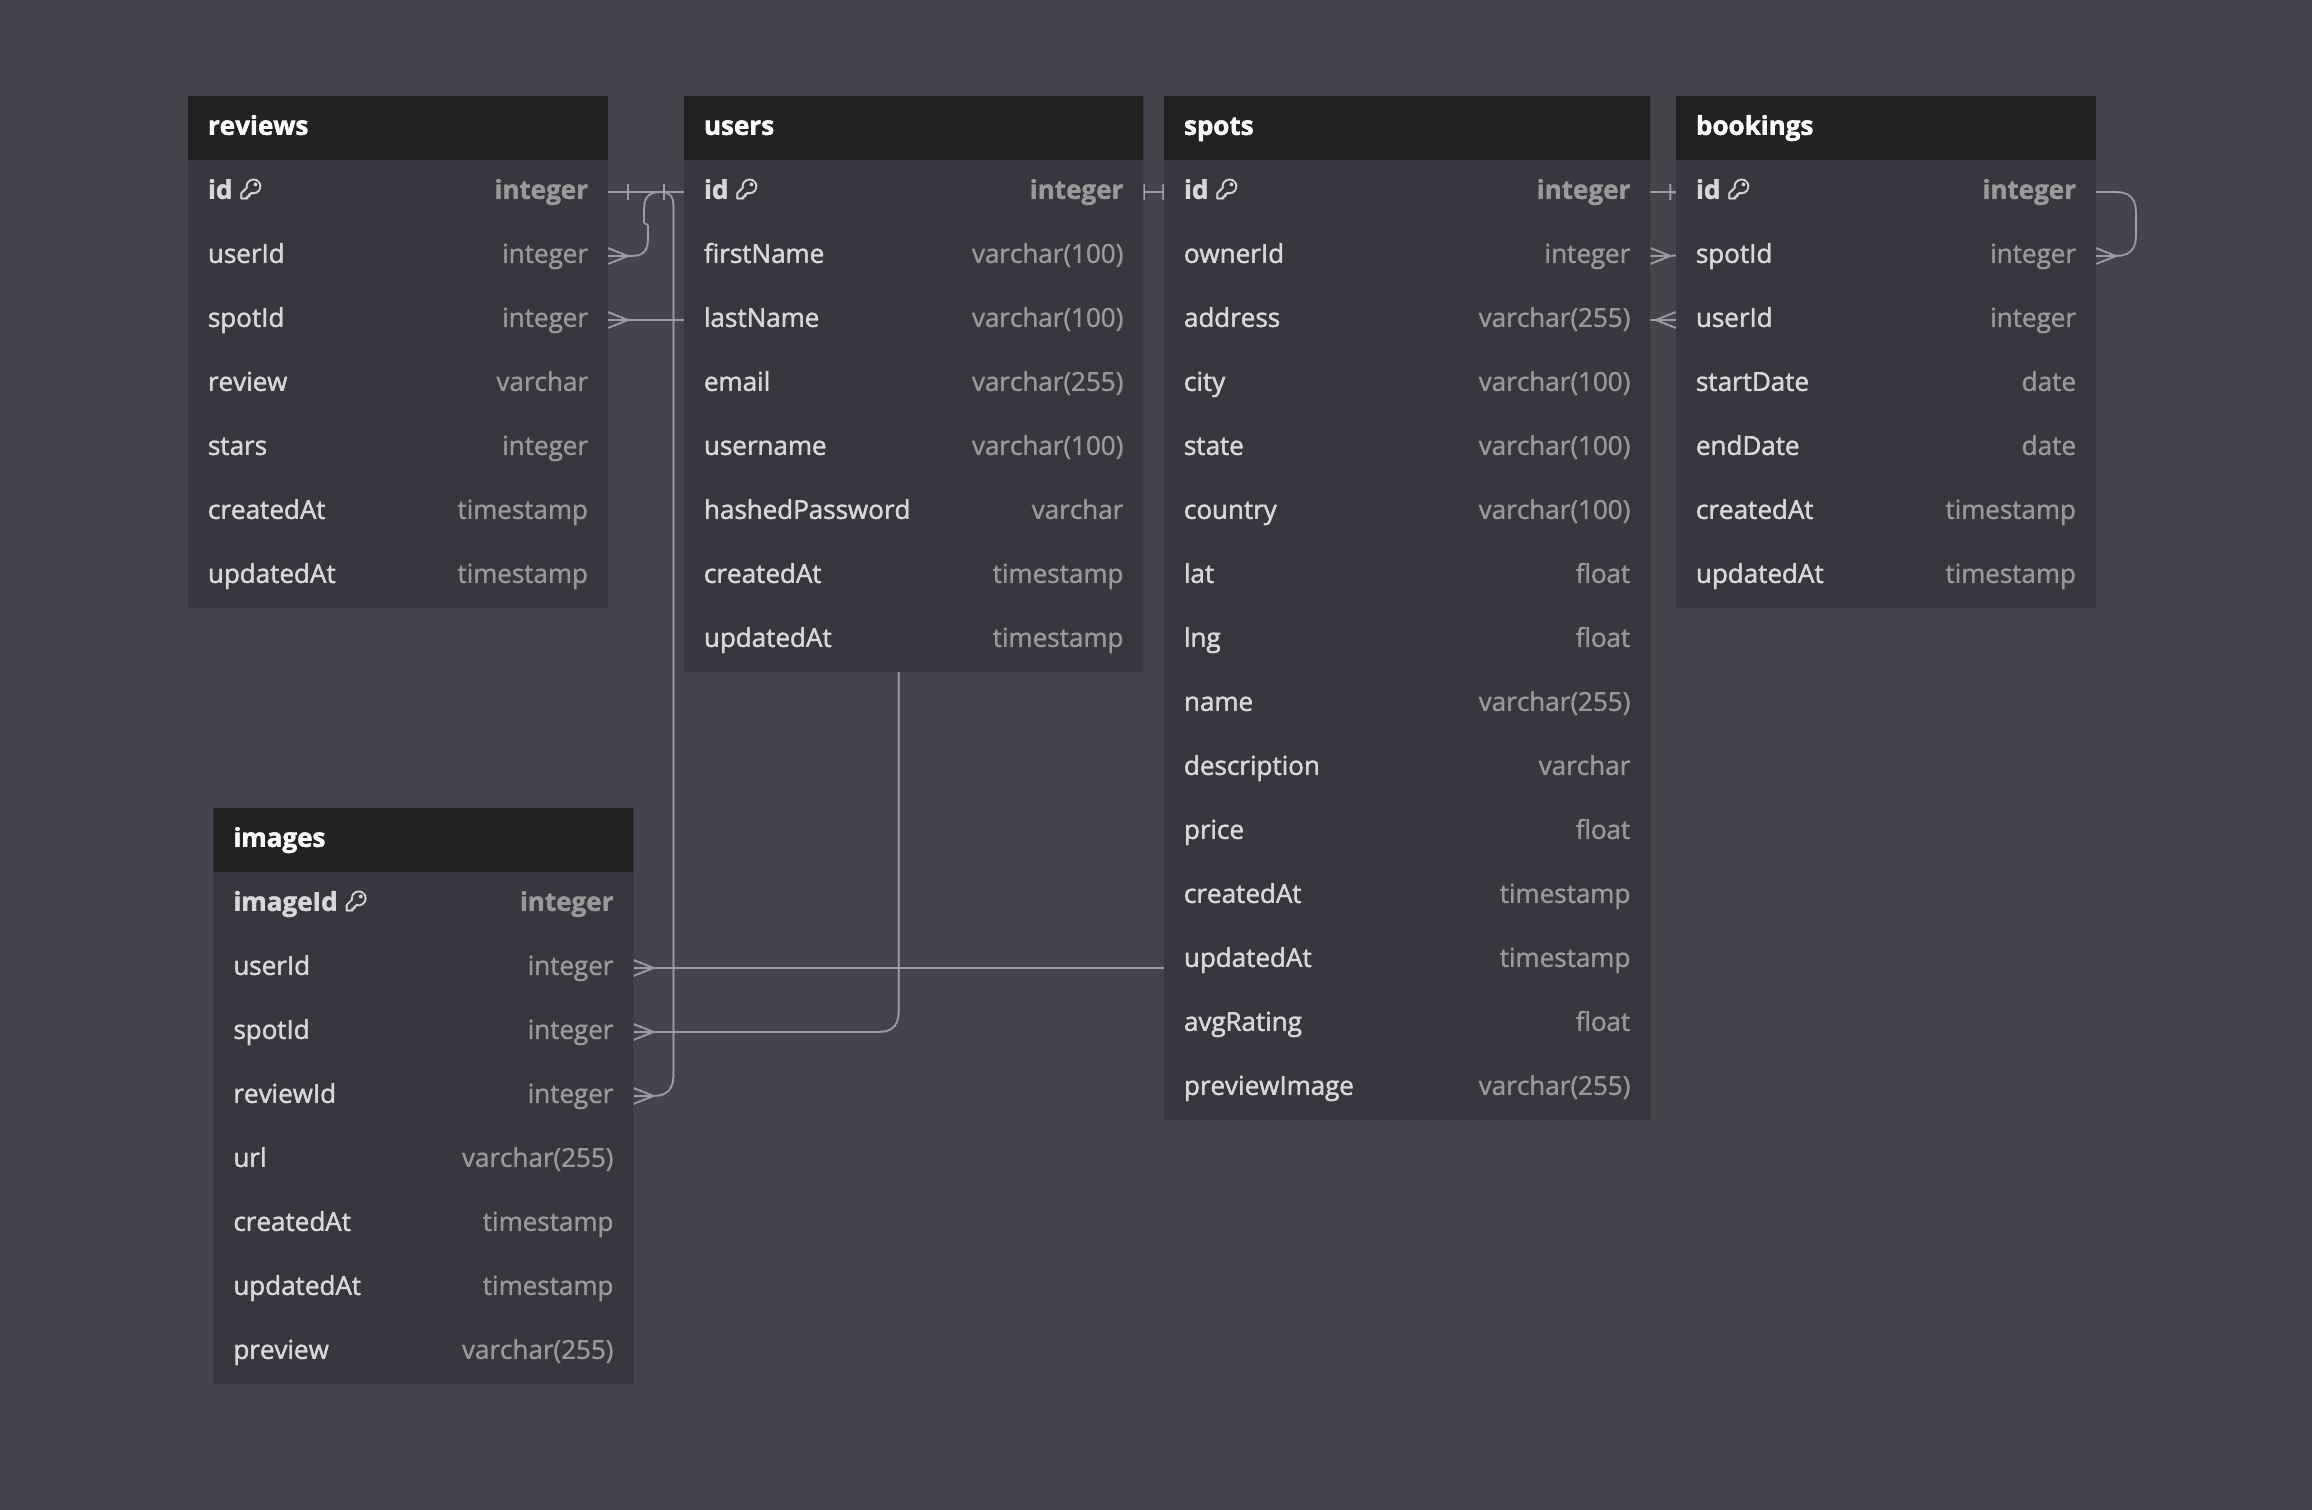 reviews
id integer
userId integer
spotId integer
review varchar
stars integer
createdAt timestamp
updatedAt timestamp
users
id integer
firstName varchar(100)
lastName varchar(100)
email varchar(255)
username varchar(100)
hashedPassword varchar
createdAt timestamp
updatedAt timestamp
spots
id integer
ownerId integer
address varchar(255)
city varchar(100)
state varchar(100)
country varchar(100)
lat float
lng float
name varchar(255)
description varchar
price float
createdAt timestamp
updatedAt timestamp
avgRating float
previewImage varchar(255)
bookings
id integer
spotId integer
userId integer
startDate date
endDate date
createdAt timestamp
updatedAt timestamp
images
imageId integer
userId integer
spotId integer
reviewId integer
url varchar(255)
createdAt timestamp
updatedAt timestamp
preview varchar(255)